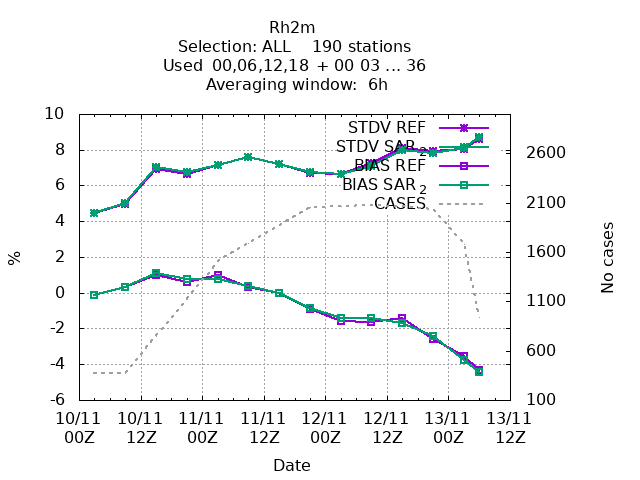 Rh2m
Selection: ALL 190 stations
Used 00,06,12,18 + 00 03 ... 36
Averaging window: 6h
STDV REF
STDV SAR 2
BIAS REF
BIAS SAR 2
CASES
10
8
6
4
2
0
-2
-4
-6
%
2600
2100
1600
1100
600
100
No cases
10/11 10/11 11/11 11/11 12/11 12/11 13/11 13/11
00Z 12Z 00Z 12Z 00Z 12Z 00Z 12Z
Date